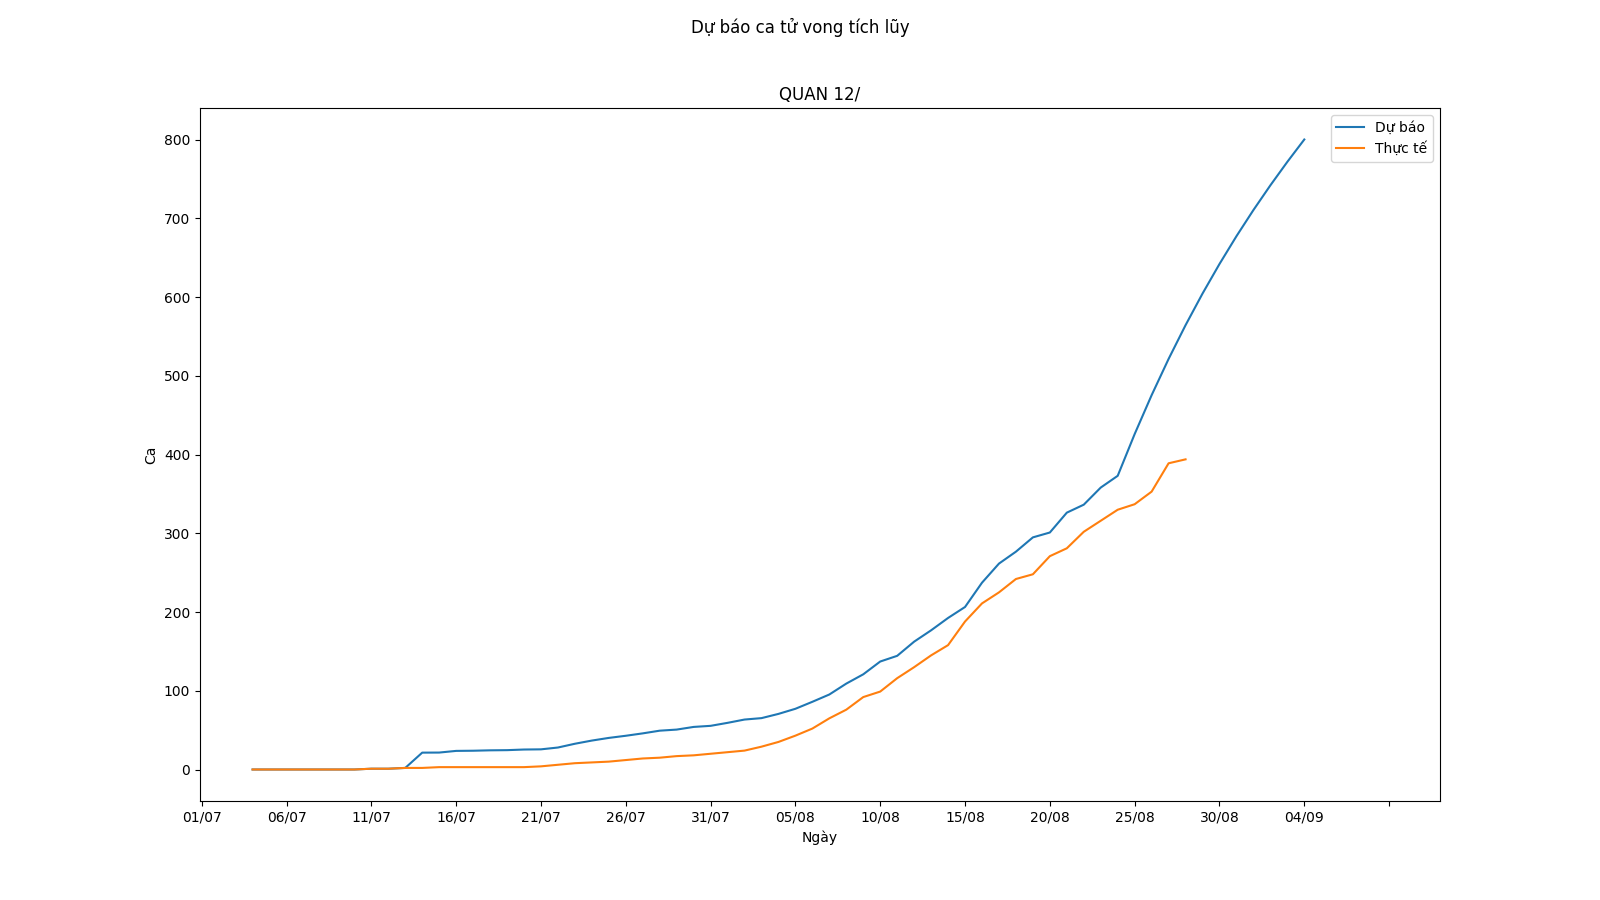 Dự báo ca tử vong tích lũy
QUAN 12/
Dự báo
Thực tế
800
700
600
500
400
300
200
100
0
Ca
01/07 06/07 11/07 16/07 21/07 26/07 31/07 05/08 10/08 15/08 20/08 25/08 30/08 04/09
Ngày